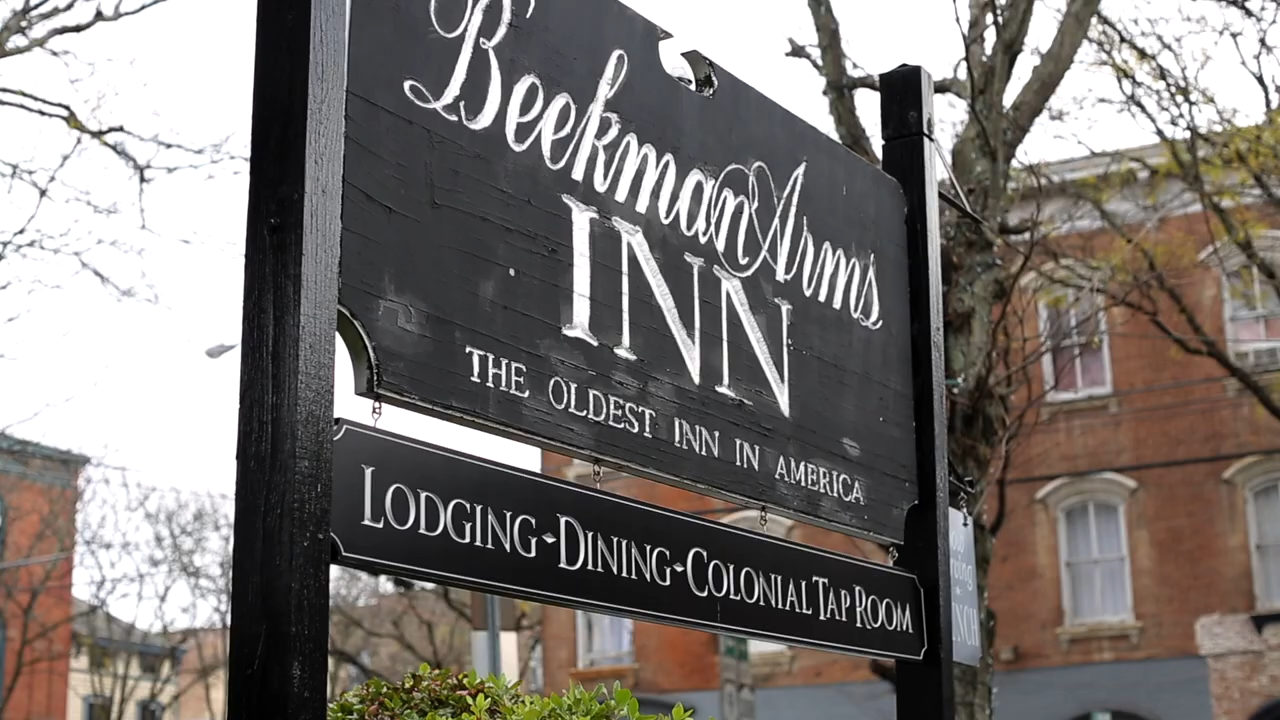 Beekman Arms
INN
THE OLDEST INN IN AMERICA
LODGING-DINING-COLONIAL TAP ROOM